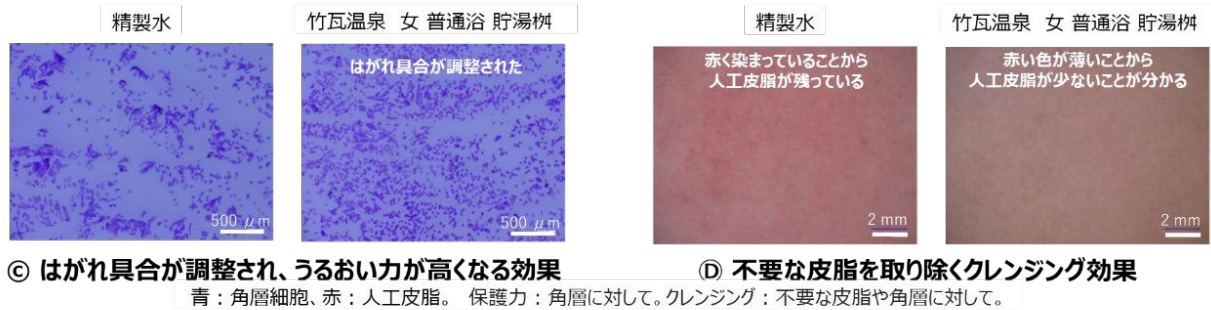 精製水
竹瓦温泉 女 普通浴 貯湯桝
精製水
竹瓦温泉 女 普通浴 貯湯桝
はがれ具合が調整された
赤く染まっていることから
人工皮脂が残っている
赤い色が薄いことから
人工皮脂が少ないことが分かる
500 μm
500 μm
2 mm
2 mm
Ⓒ はがれ具合が調整され、うるおい力が高くなる効果
Ⓓ 不要な皮脂を取り除くクレンジング効果
青：角層細胞、赤：人工皮脂。 保護力：角層に対して。クレンジング：不要な皮脂や角層に対して。